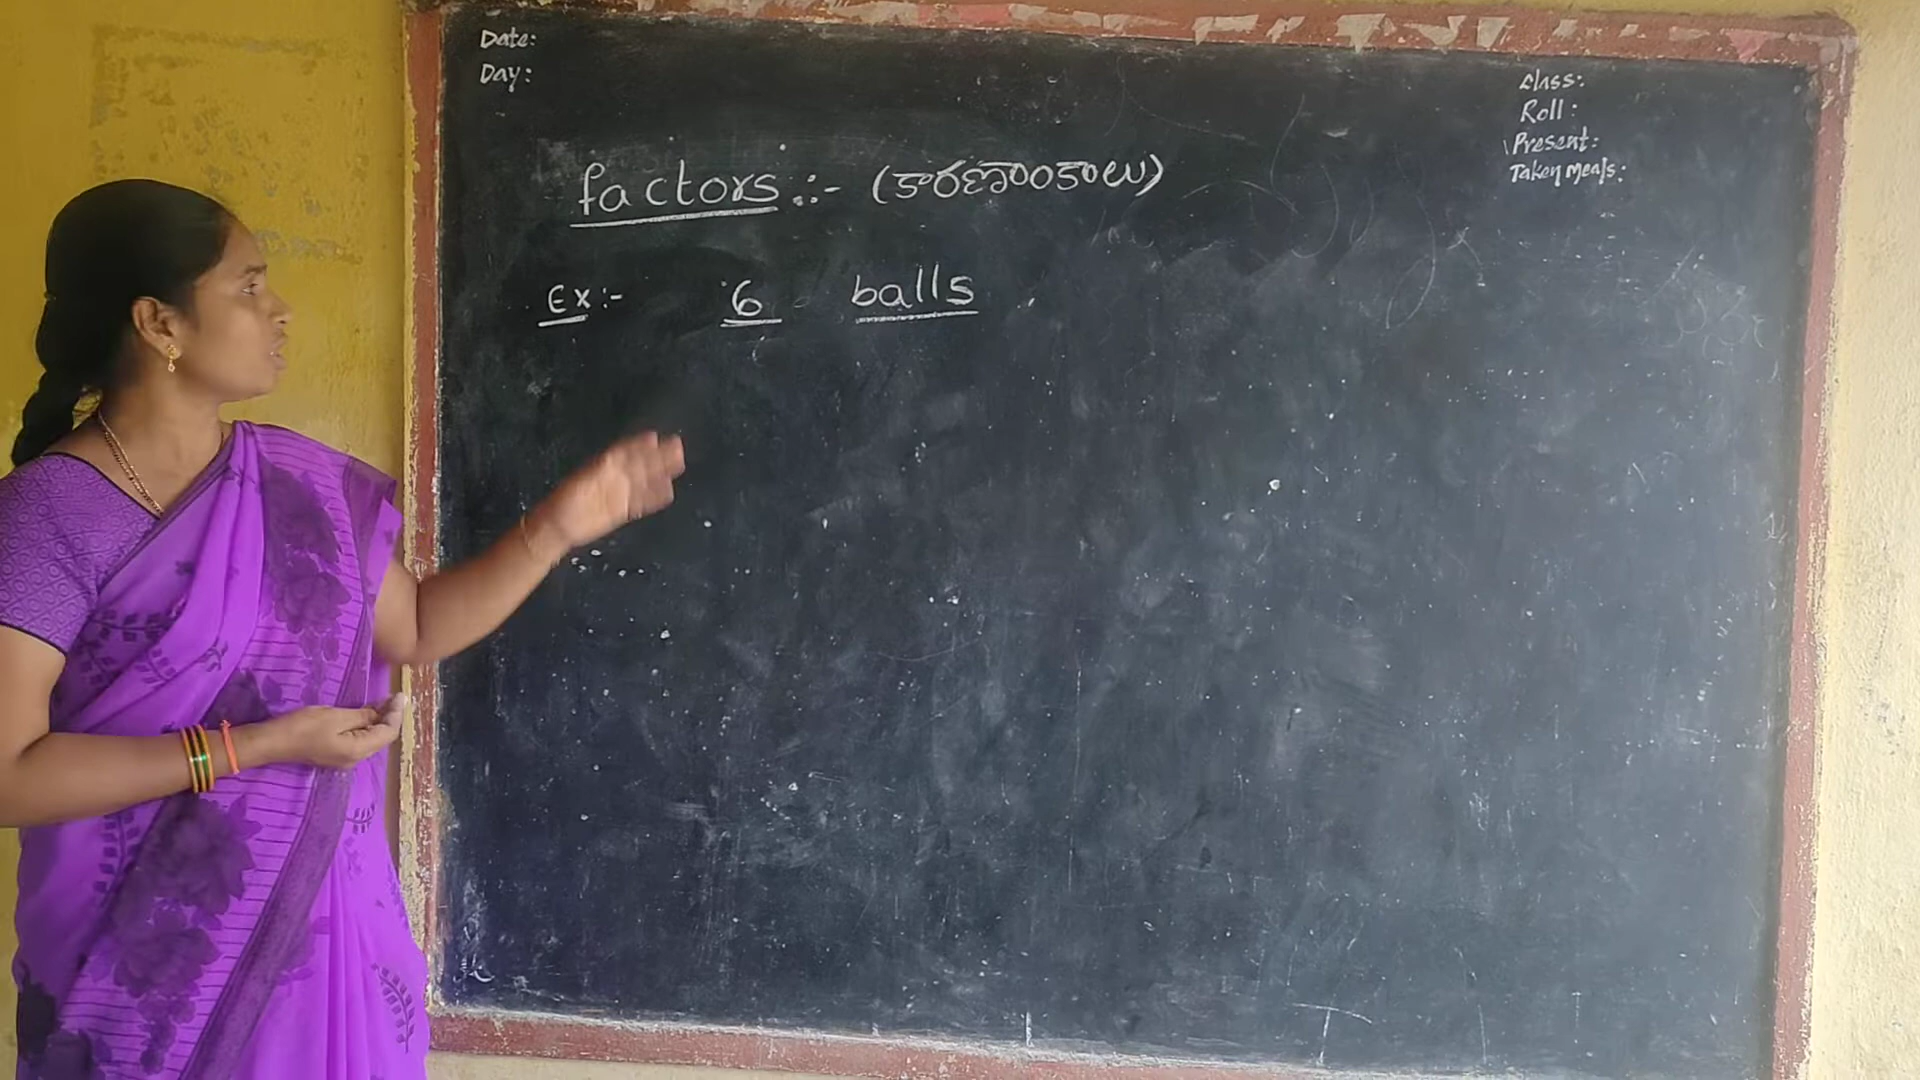 Date:
Day:
Class:
Roll:
Present:
Taken meals:
factors :- (కారణాంకాలు)
Ex:- 6 balls